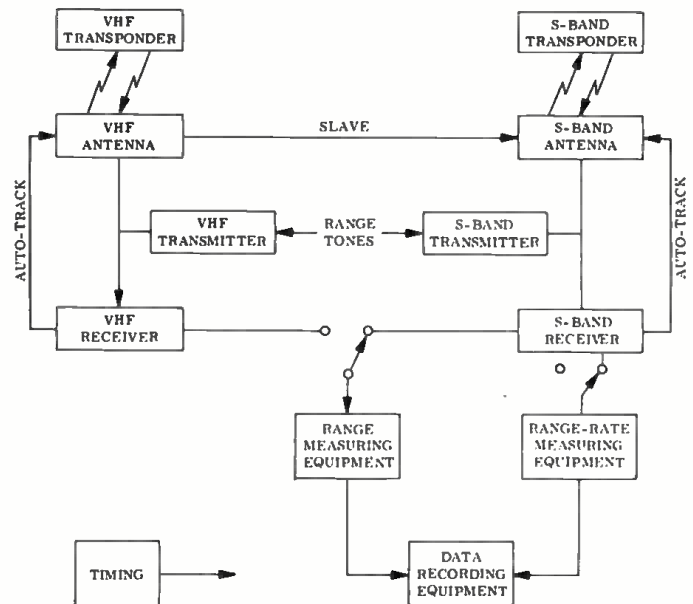 VHF
TRANSPONDER
S-BAND
TRANSPONDER
VHF
ANTENNA
SLAVE
S-BAND
ANTENNA
AUTO-TRACK
AUTO-TRACK
VHF
TRANSMITTER
RANGE
TONES
S-BAND
TRANSMITTER
VHF
RECEIVER
S-BAND
RECEIVER
RANGE
MEASURING
EQUIPMENT
RANGE-RATE
MEASURING
EQUIPMENT
TIMING
DATA
RECORDING
EQUIPMENT